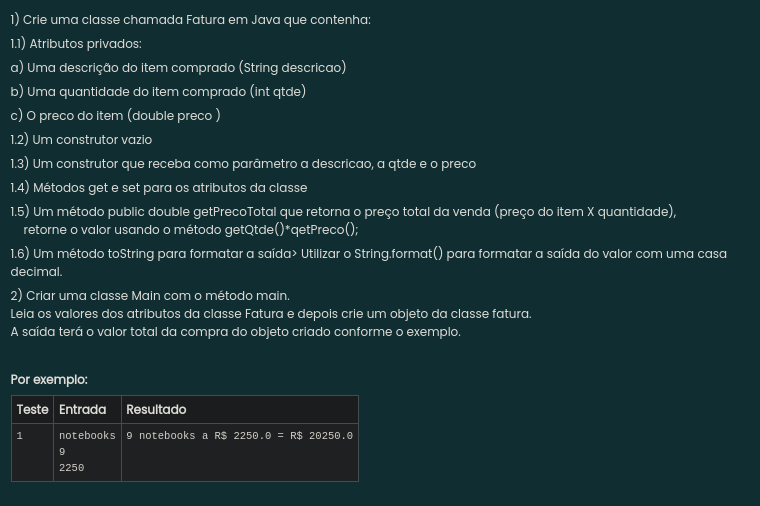 1) Crie uma classe chamada Fatura em Java que contenha:
1.1) Atributos privados:
a) Uma descrição do item comprado (String descricao)
b) Uma quantidade do item comprado (int qtde)
c) O preco do item (double preco )
1.2) Um construtor vazio
1.3) Um construtor que receba como parâmetro a descricao, a qtde e o preco
1.4) Métodos get e set para os atributos da classe
1.5) Um método public double getPrecoTotal que retorna o preço total da venda (preço do item X quantidade),
retorne o valor usando o método getQtde()*qetPreco();
1.6) Um método toString para formatar a saída> Utilizar o String.format() para formatar a saída do valor com uma casa
decimal.
2) Criar uma classe Main com o método main.
Leia os valores dos atributos da classe Fatura e depois crie um objeto da classe fatura.
A saída terá o valor total da compra do objeto criado conforme o exemplo.
Por exemplo:
Teste Entrada Resultado
1 notebooks 9 notebooks a R$ 2250.0 = R$ 20250.0
9
2250